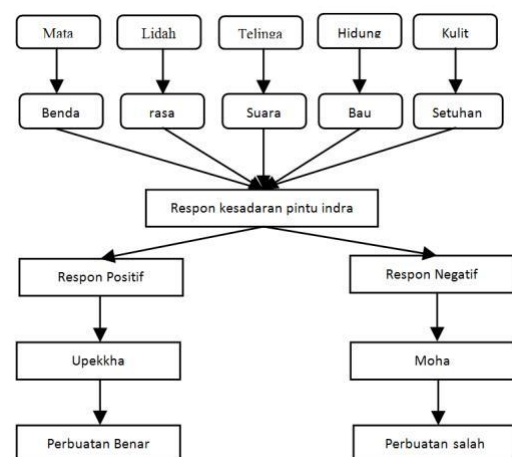 Mata
Lidah
Telinga
Hidung
Kulit
Benda
rasa
Suara
Bau
Setuhan
Respon kesadaran pintu indra
Respon Positif
Respon Negatif
Upekkha
Moha
Perbuatan Benar
Perbuatan salah